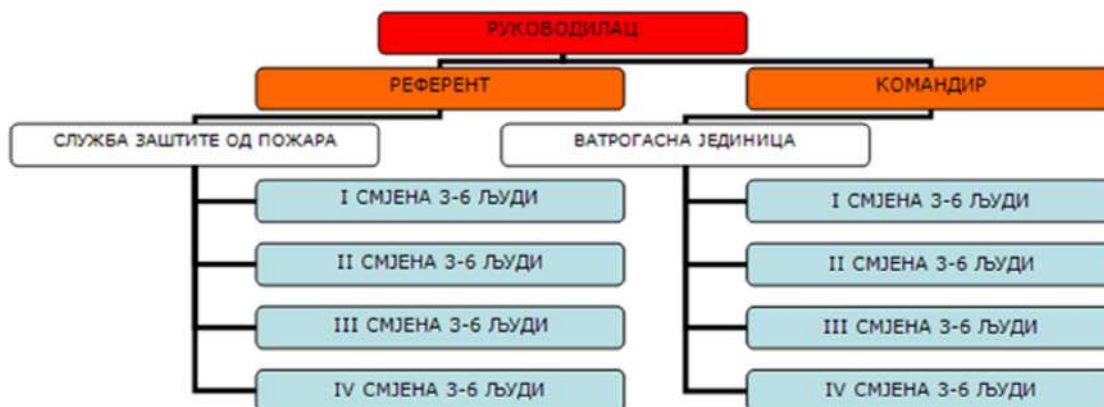 РУКОВОДИЛАЦ
РЕФЕРЕНТ
КОМАНДИР
СЛУЖБА ЗАШТИТЕ ОД ПОЖАРА
ВАТРОГАСНА ЈЕДИНИЦА
I СМЈЕНА 3-6 ЉУДИ
II СМЈЕНА 3-6 ЉУДИ
III СМЈЕНА 3-6 ЉУДИ
IV СМЈЕНА 3-6 ЉУДИ
I СМЈЕНА 3-6 ЉУДИ
II СМЈЕНА 3-6 ЉУДИ
III СМЈЕНА 3-6 ЉУДИ
IV СМЈЕНА 3-6 ЉУДИ